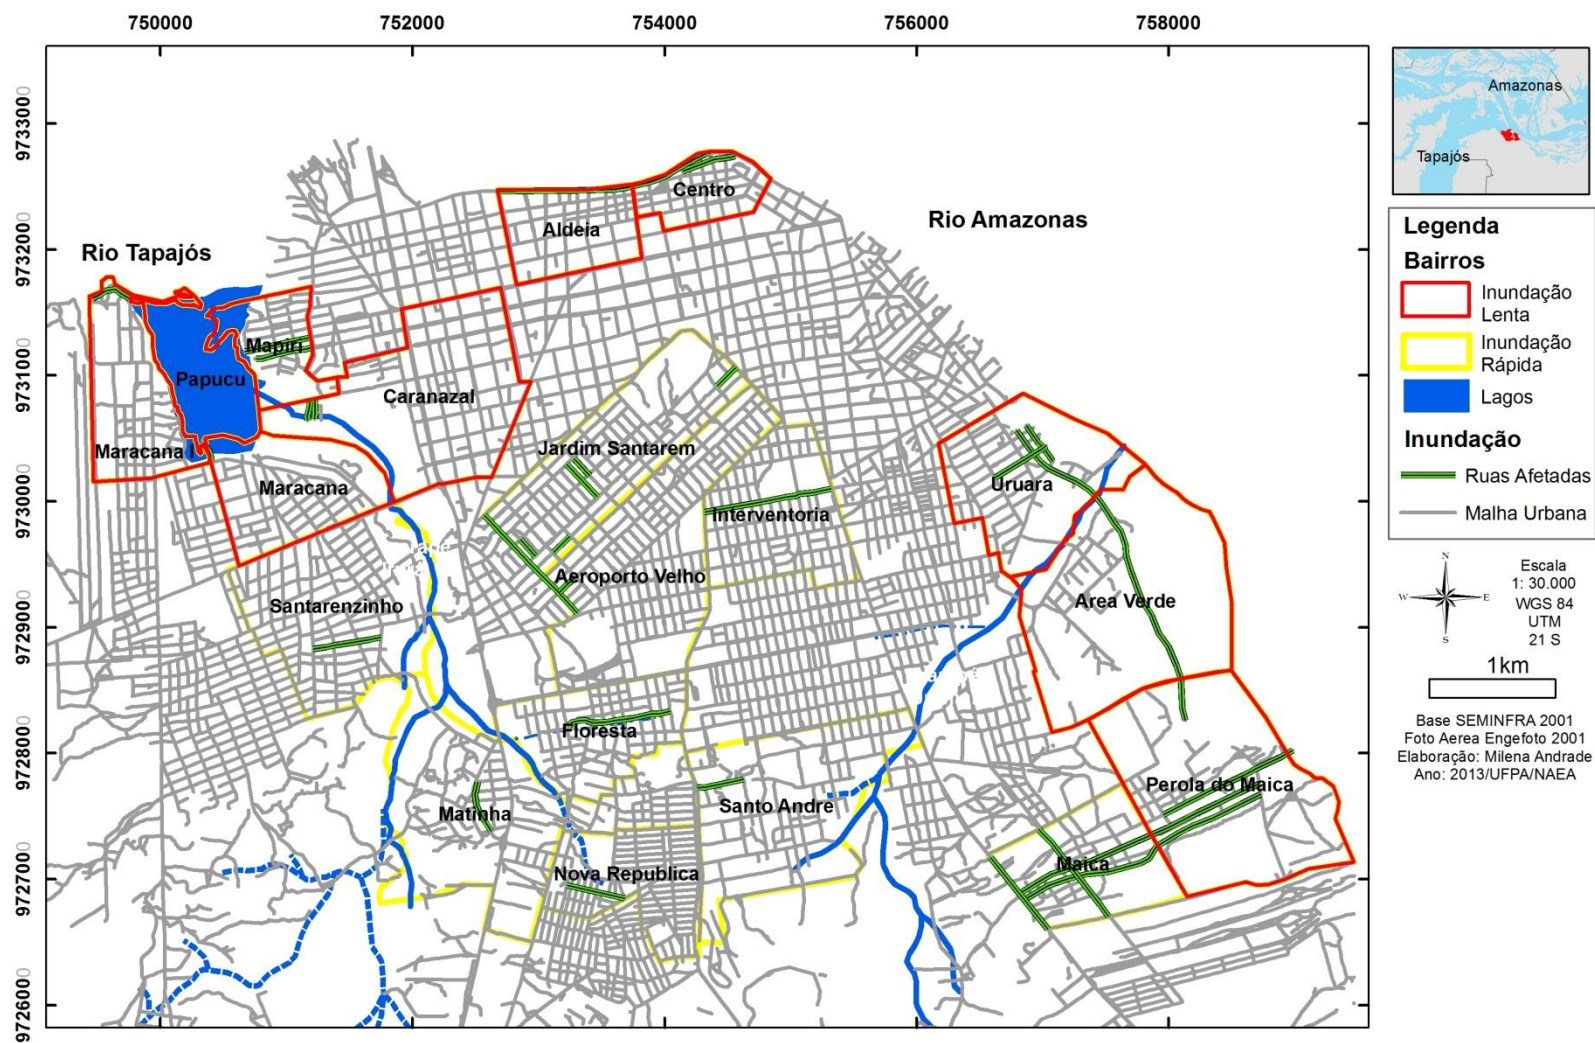 750000
752000
754000
756000
758000
9733000
9732000
9731000
9730000
9729000
9728000
9727000
9726000
Rio Tapajós
Rio Amazonas
Centro
Aldeia
Mapiri
Papucu
Caranazal
Maracana I
Maracana
Jardim Santarem
Interventoria
Uruara
Aeroporto Velho
Area Verde
Santarenzinho
Floresta
Matinha
Santo Andre
Perola do Maica
Maica
Nova Republica
Amazonas
Tapajós
Legenda
Bairros
Inundação
Lenta
Inundação
Rápida
Lagos
Inundação
Ruas Afetadas
Malha Urbana
N
W
E
S
Escala
1: 30.000
WGS 84
UTM
21 S
1km
Base SEMINFRA 2001
Foto Aerea Engefoto 2001
Elaboração: Milena Andrade
Ano: 2013/UFPA/NAEA